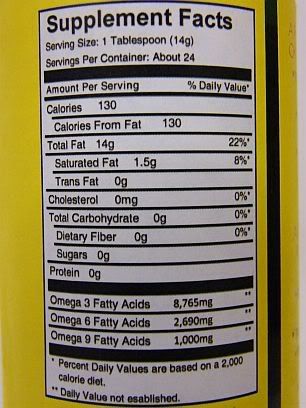 Supplement Facts
Serving Size: 1 Tablespoon (14g)
Servings Per Container: About 24
Amount Per Serving % Daily Value*
Calories 130
Calories From Fat 130
Total Fat 14g 22%*
Saturated Fat 1.5g 8%*
Trans Fat 0g
Cholesterol 0mg 0%*
Total Carbohydrate 0g 0%*
Dietary Fiber 0g 0%*
Sugars 0g
Protein 0g
Omega 3 Fatty Acids 8,765mg **
Omega 6 Fatty Acids 2,690mg **
Omega 9 Fatty Acids 1,000mg **
* Percent Daily Values are based on a 2,000
calorie diet.
** Daily Value not esablished.